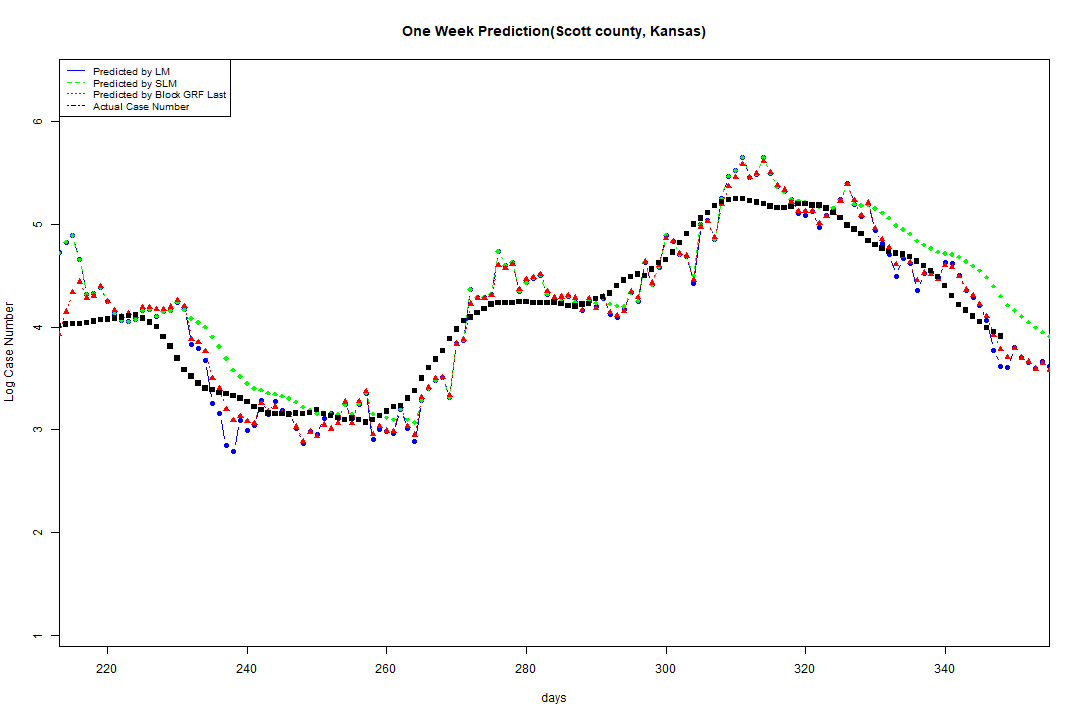 One Week Prediction(Scott county, Kansas)
Predicted by LM
Predicted by SLM
Predicted by Block GRF Last
Actual Case Number
Log Case Number
6
5
4
3
2
1
220 240 260 280 300 320 340
days